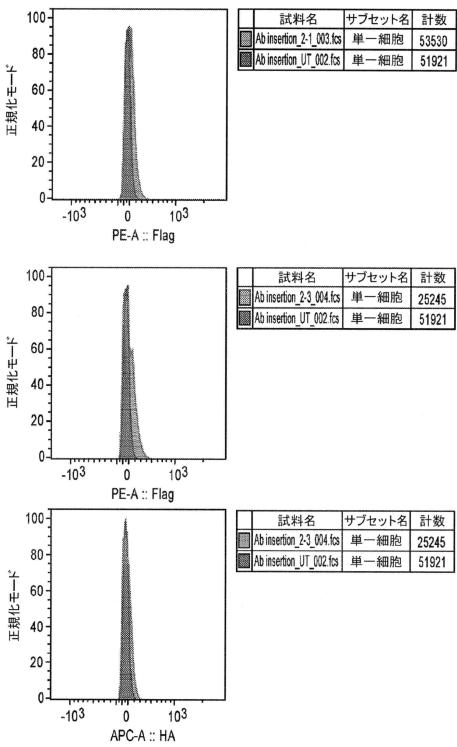 正規化モード
100
80
60
40
20
0
-10³ 0 10³
PE-A :: Flag
試料名 サブセット名 計数
Ab insertion_2-1_003.fcs 単一細胞 53530
Ab insertion_UT_002.fcs 単一細胞 51921
正規化モード
100
80
60
40
20
0
-10³ 0 10³
PE-A :: Flag
試料名 サブセット名 計数
Ab insertion_2-3_004.fcs 単一細胞 25245
Ab insertion_UT_002.fcs 単一細胞 51921
正規化モード
100
80
60
40
20
0
-10³ 0 10³
APC-A :: HA
試料名 サブセット名 計数
Ab insertion_2-3_004.fcs 単一細胞 25245
Ab insertion_UT_002.fcs 単一細胞 51921